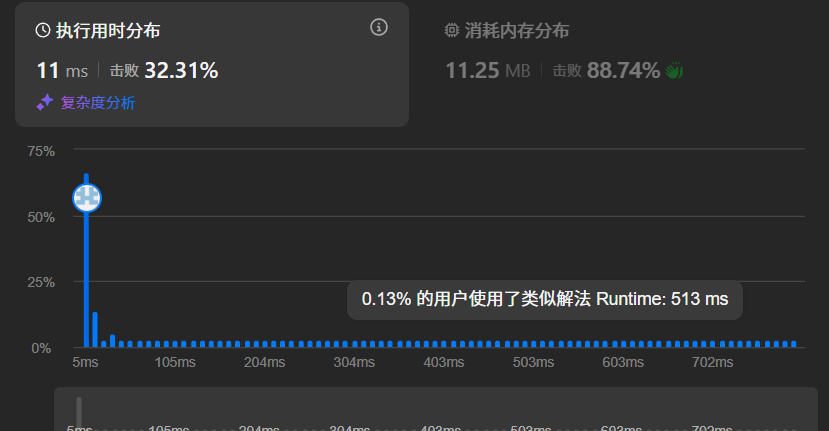 执行用时分布
11 ms | 击败 32.31%
复杂度分析
消耗内存分布
11.25 MB | 击败 88.74%
75%
50%
25%
0%
0.13% 的用户使用了类似解法 Runtime: 513 ms
5ms 105ms 204ms 304ms 403ms 503ms 603ms 702ms
5ms 105ms 204ms 304ms 403ms 503ms 603ms 702ms